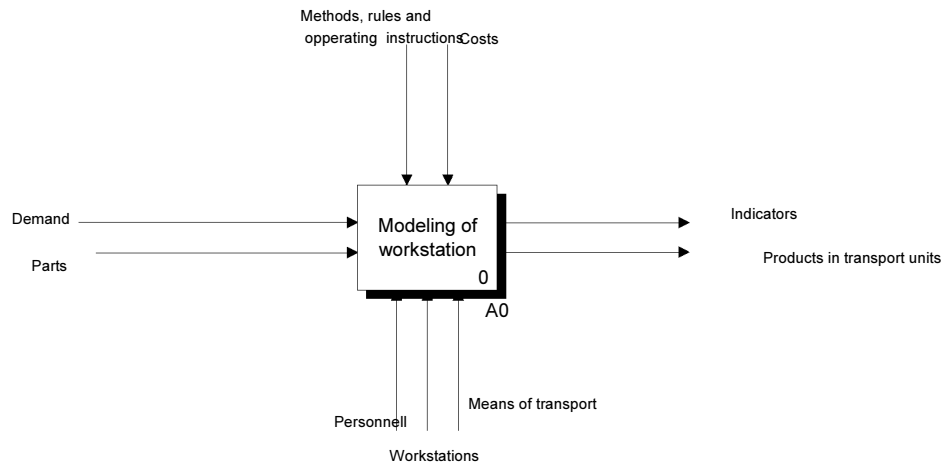 Methods, rules and
opperating instructions
Costs
Demand
Parts
Modeling of
workstation
0
A0
Indicators
Products in transport units
Means of transport
Personnell
Workstations